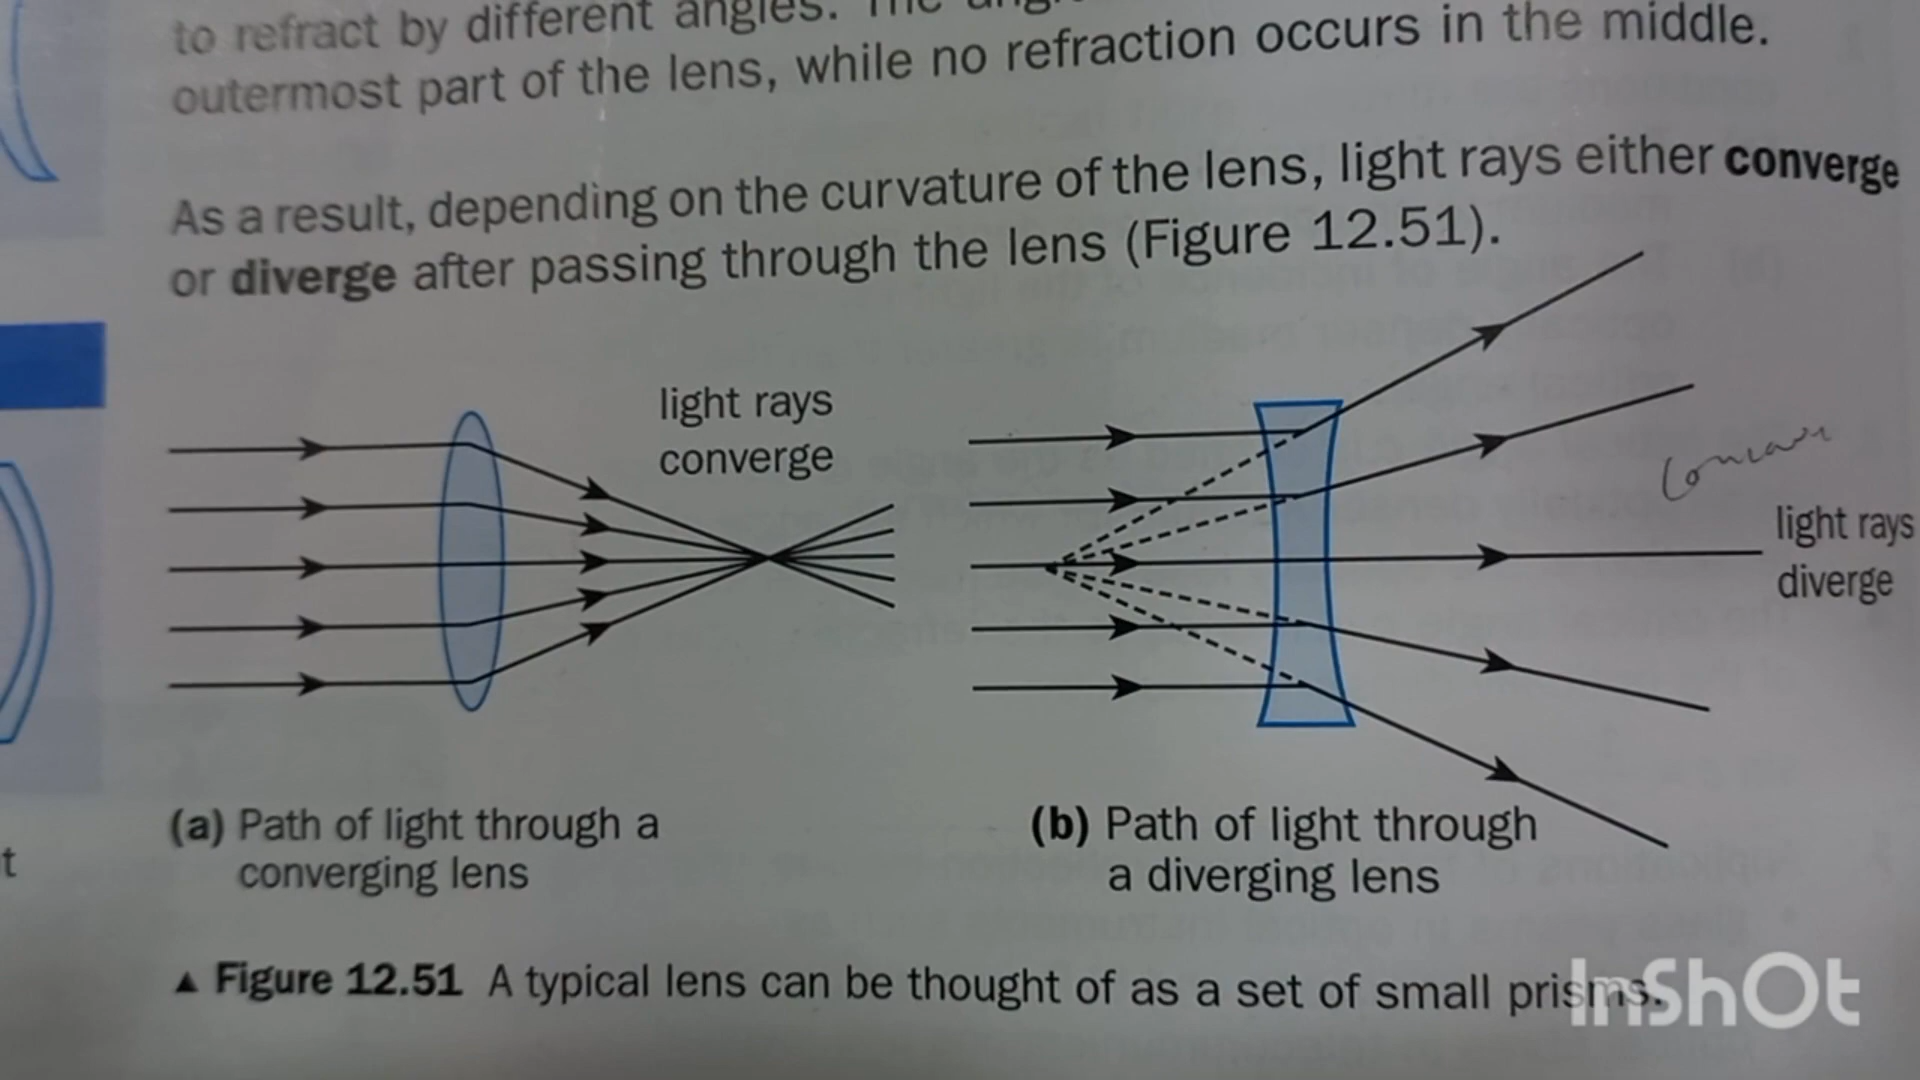 to refract by different angles. The
outermost part of the lens, while no refraction occurs in the middle.
As a result, depending on the curvature of the lens, light rays either converge
or diverge after passing through the lens (Figure 12.51).
light rays
converge
Concave
light rays
diverge
(a) Path of light through a
converging lens
(b) Path of light through
a diverging lens
t
▲ Figure 12.51 A typical lens can be thought of as a set of small prisms.
InShOt